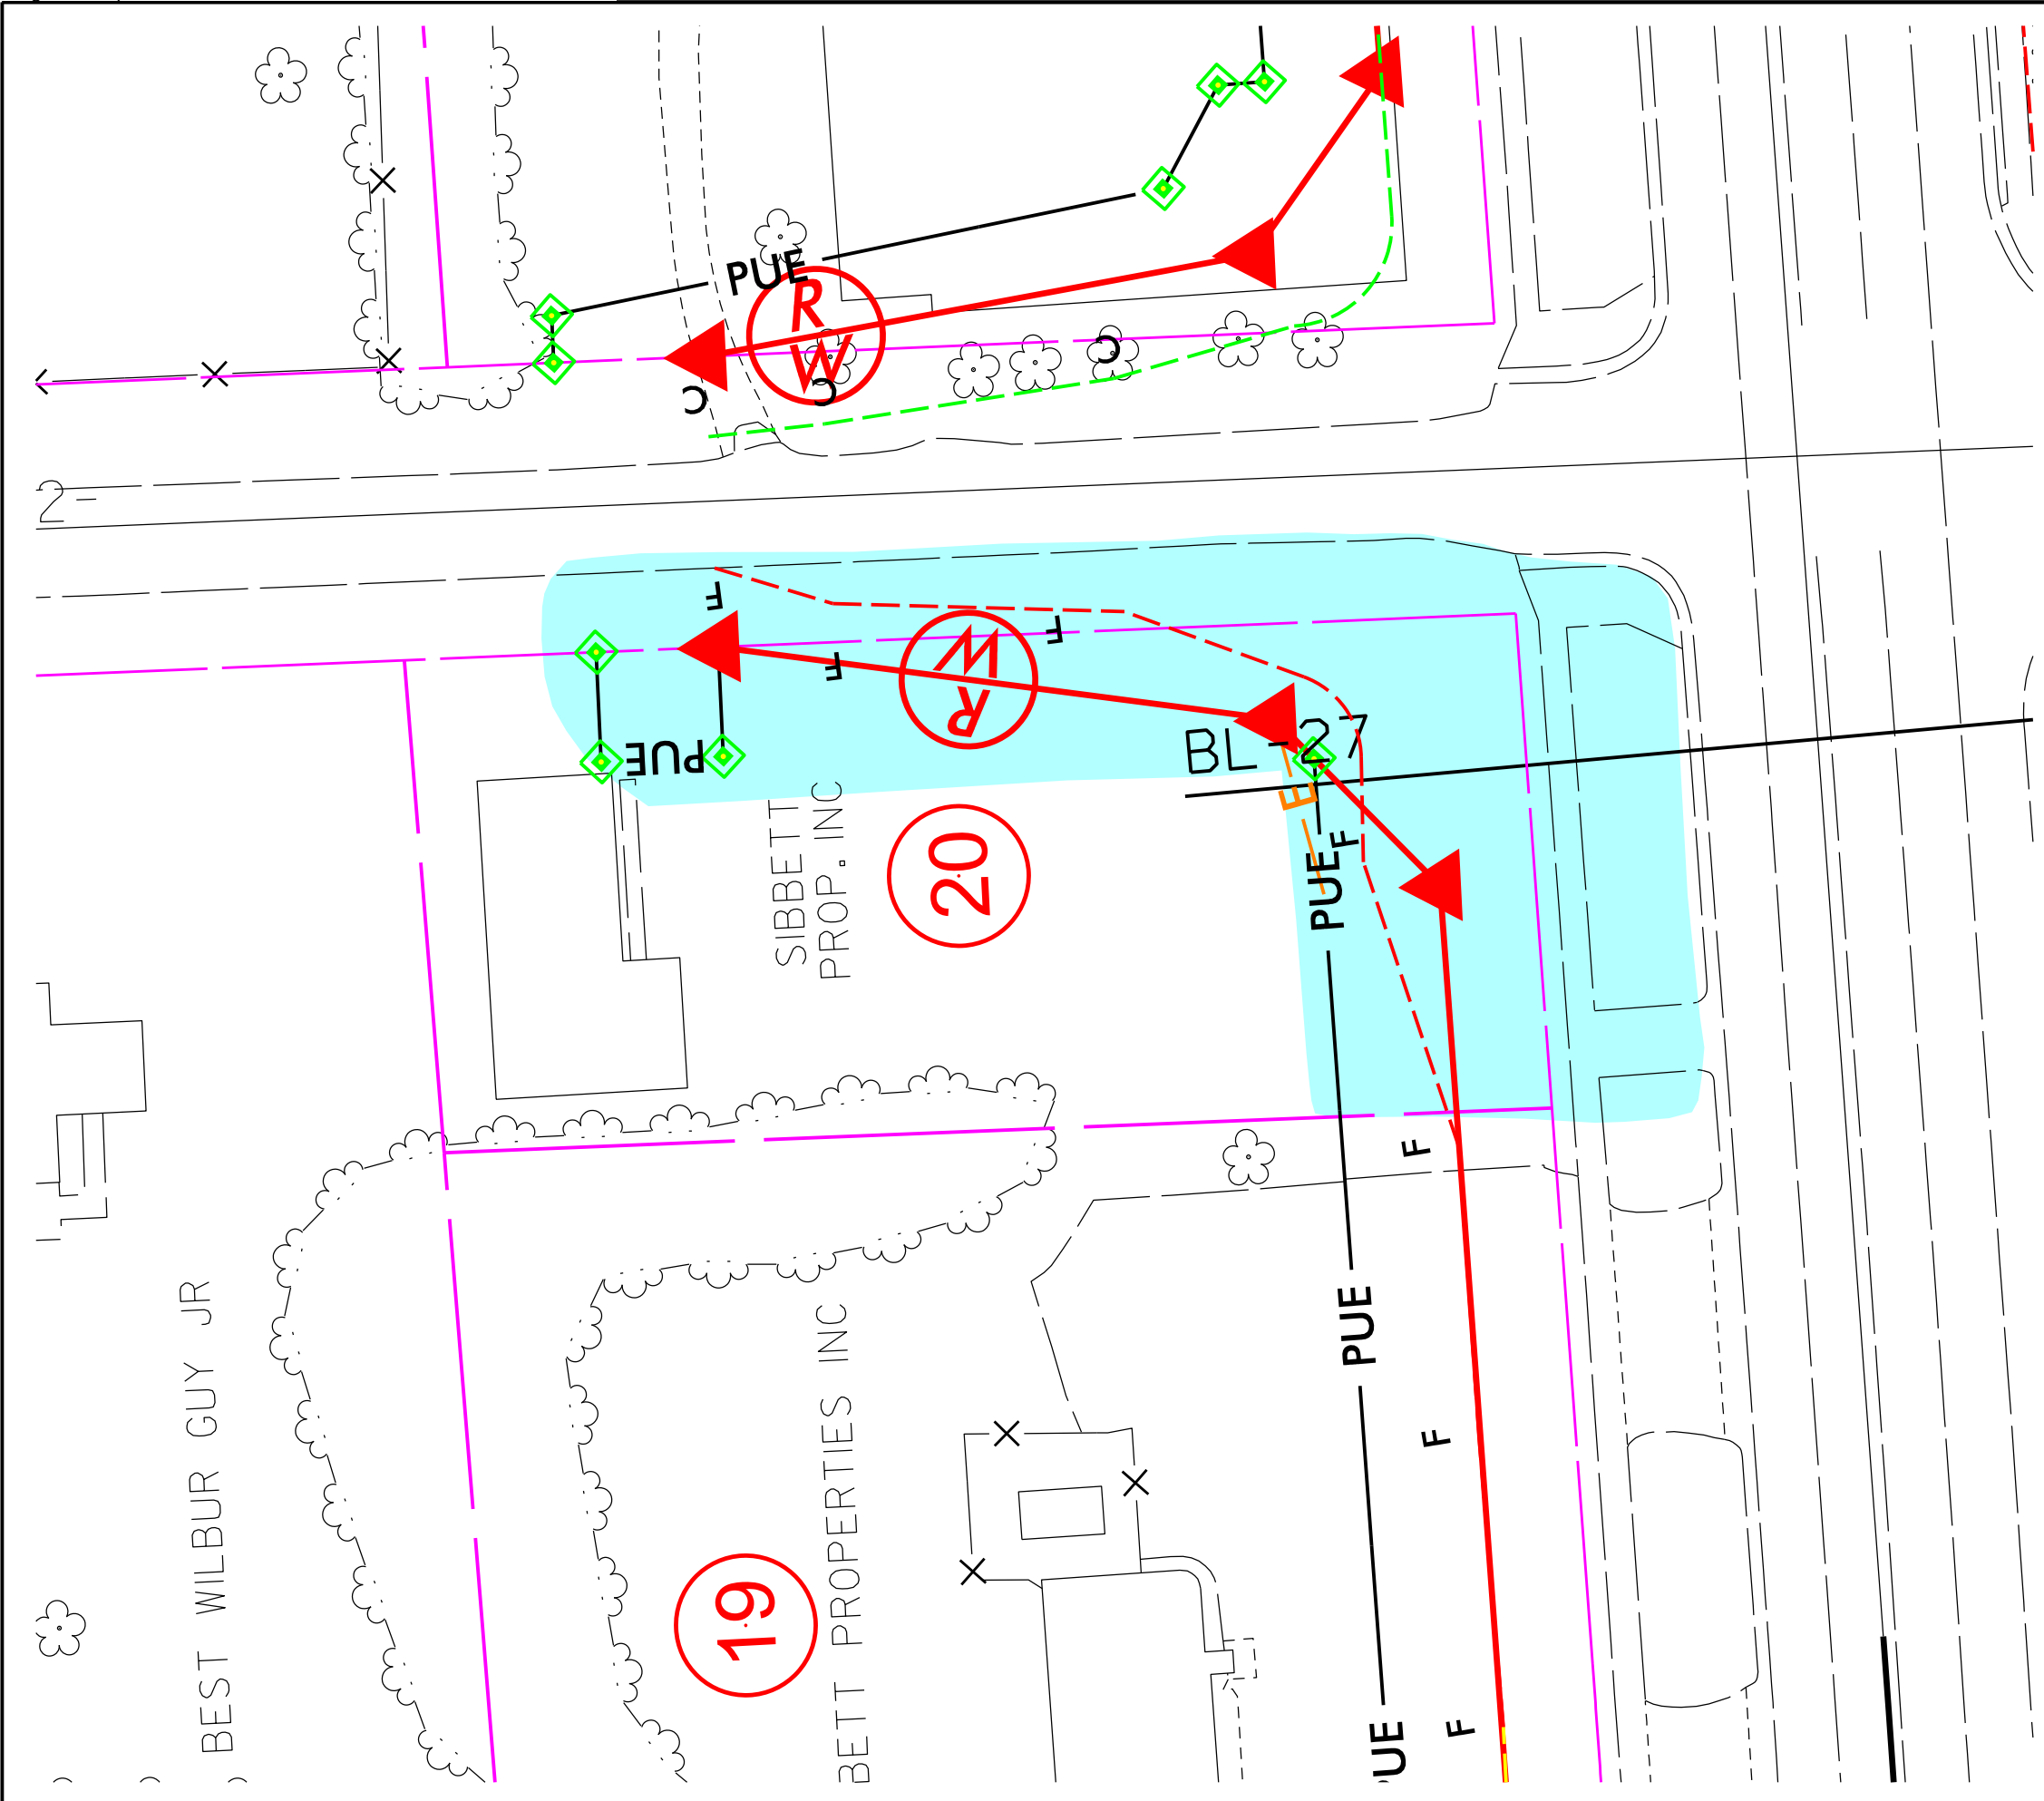 PUE
R
W
C
C
C
2
F
F
F
W
R
BL-27
PUE
E
F
PUE
SIBBETT
PROP. INC
20
F
PUE
F
BEST WILBUR GUY JR
BETT PROPERTIES INC
19
F
PUE